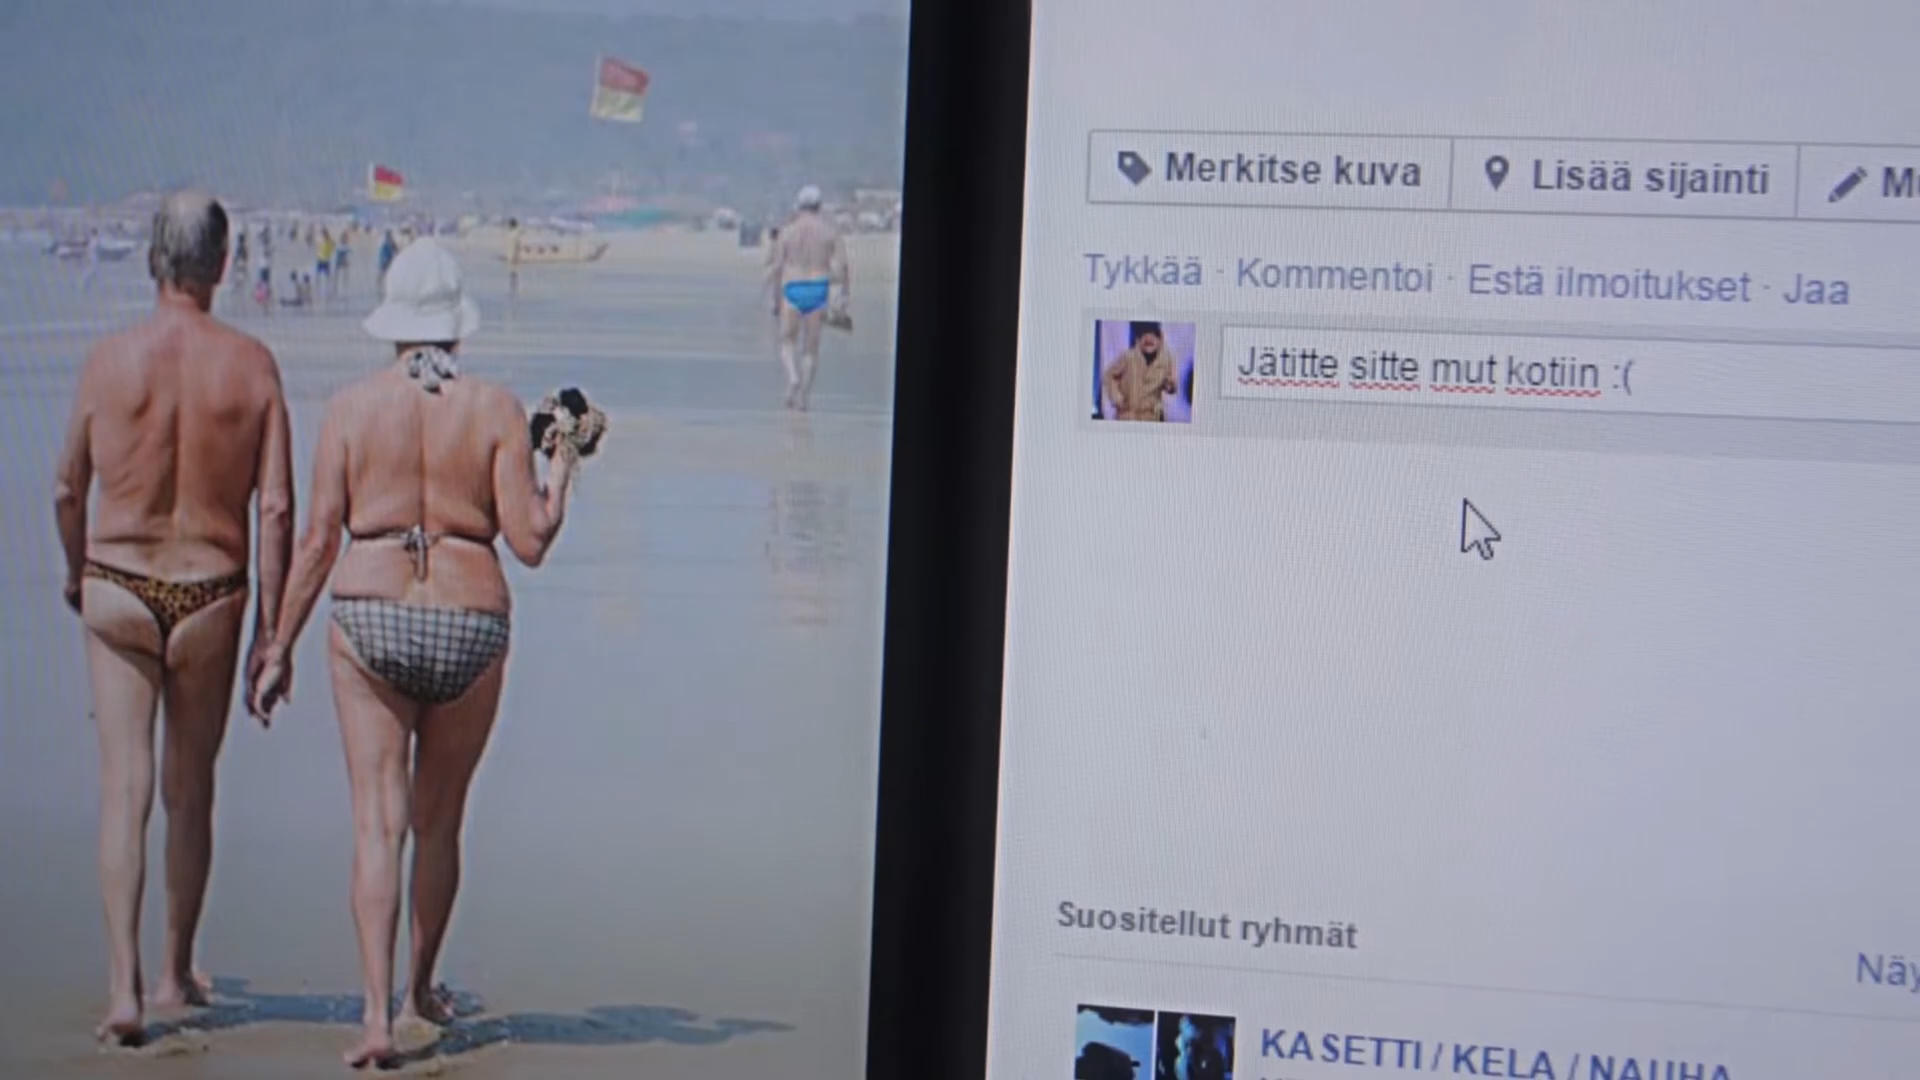 Merkitse kuva
Lisää sijainti
Tykkää · Kommentoi · Estä ilmoitukset · Jaa
Jätitte sitte mut kotiin :(
Suositellut ryhmät
KASETTI / KELA / NAUHA